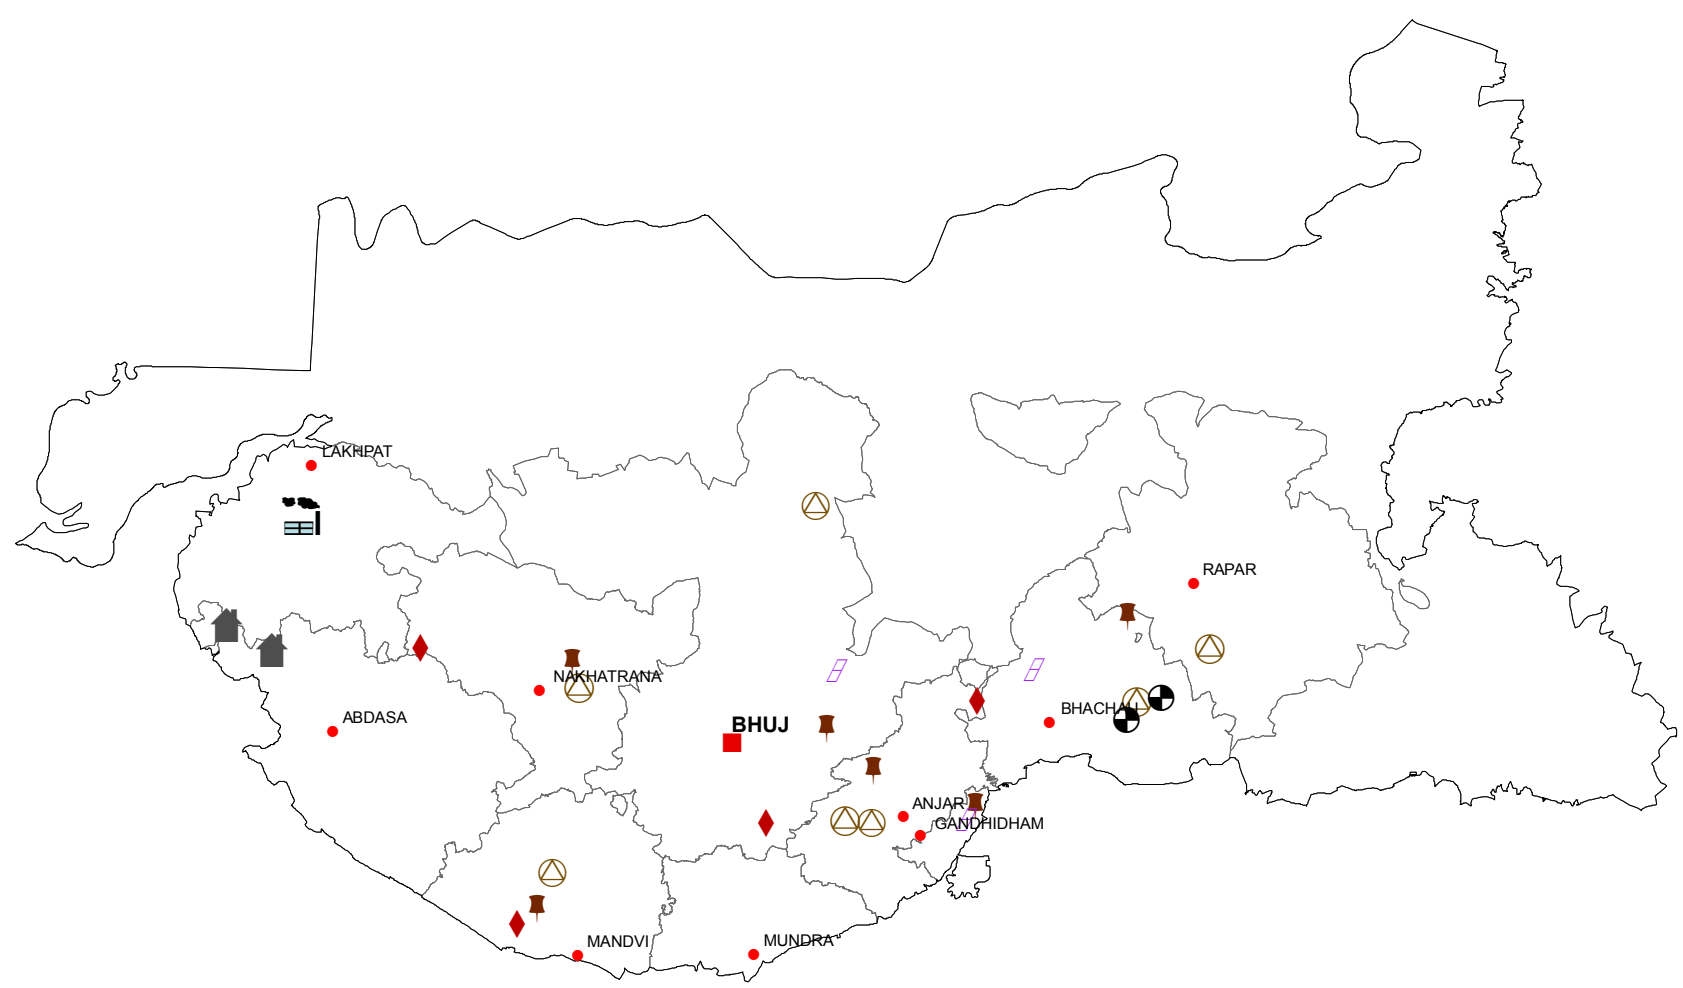 LAKHPAT
RAPAR
NAKHATRANA
BHACHAU
ABDASA
BHUJ
ANJAR
GANDHIDHAM
MANDVI
MUNDRA